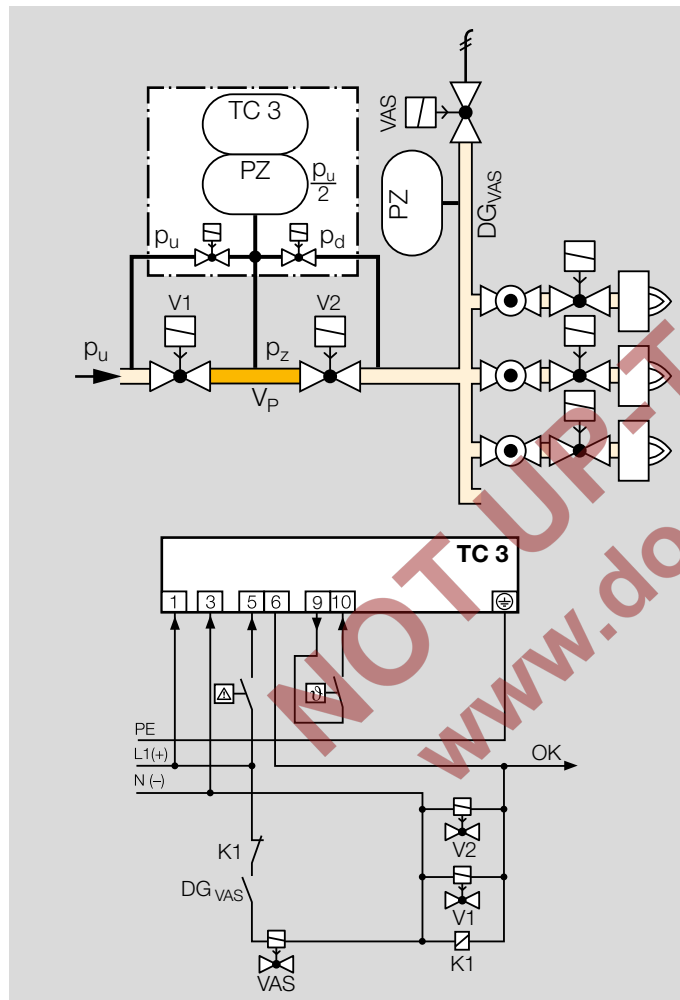 TC 3
PZ
pu
2
pu
pd
V1
V2
pu
pz
VP
VAS
PZ
DGVAS
TC 3
1 3 5 6 9 10
ϑ
PE
L1(+)
OK
N (–)
K1
V2
DG VAS
V1
VAS
K1
NOT UP-T
www.do